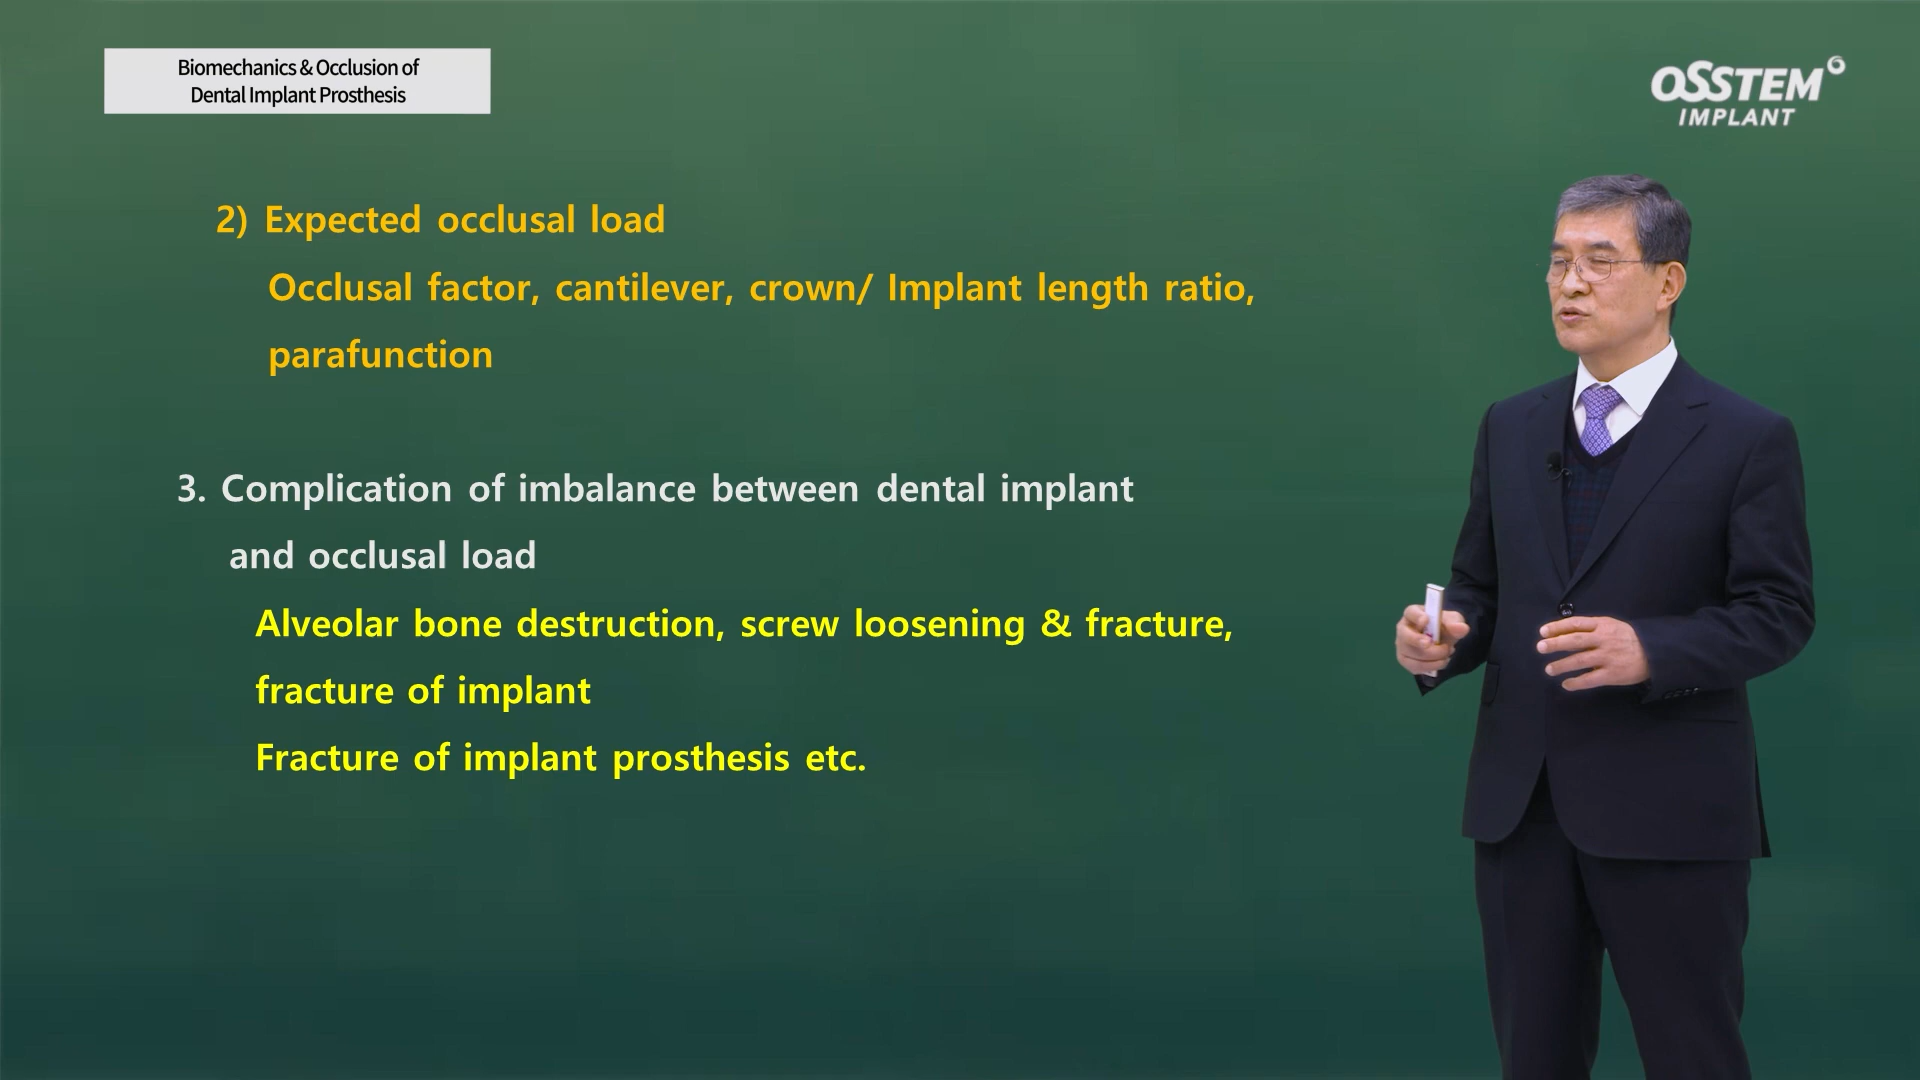 Biomechanics & Occlusion of
Dental Implant Prosthesis
OSSTEM
IMPLANT
2) Expected occlusal load
Occlusal factor, cantilever, crown/ Implant length ratio,
parafunction
3. Complication of imbalance between dental implant
and occlusal load
Alveolar bone destruction, screw loosening & fracture,
fracture of implant
Fracture of implant prosthesis etc.